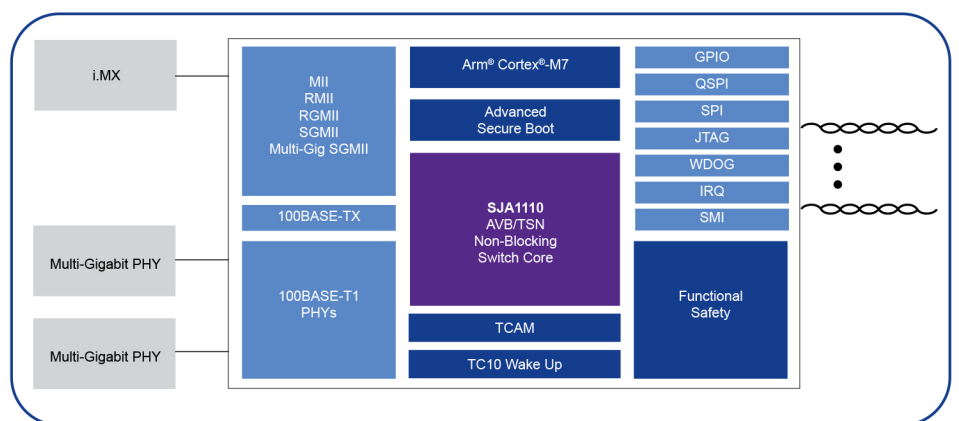 i.MX
Multi-Gigabit PHY
Multi-Gigabit PHY
MII
RMII
RGMII
SGMII
Multi-Gig SGMII
100BASE-TX
100BASE-T1
PHYs
Arm® Cortex®-M7
Advanced
Secure Boot
SJA1110
AVB/TSN
Non-Blocking
Switch Core
TCAM
TC10 Wake Up
GPIO
QSPI
SPI
JTAG
WDOG
IRQ
SMI
Functional
Safety